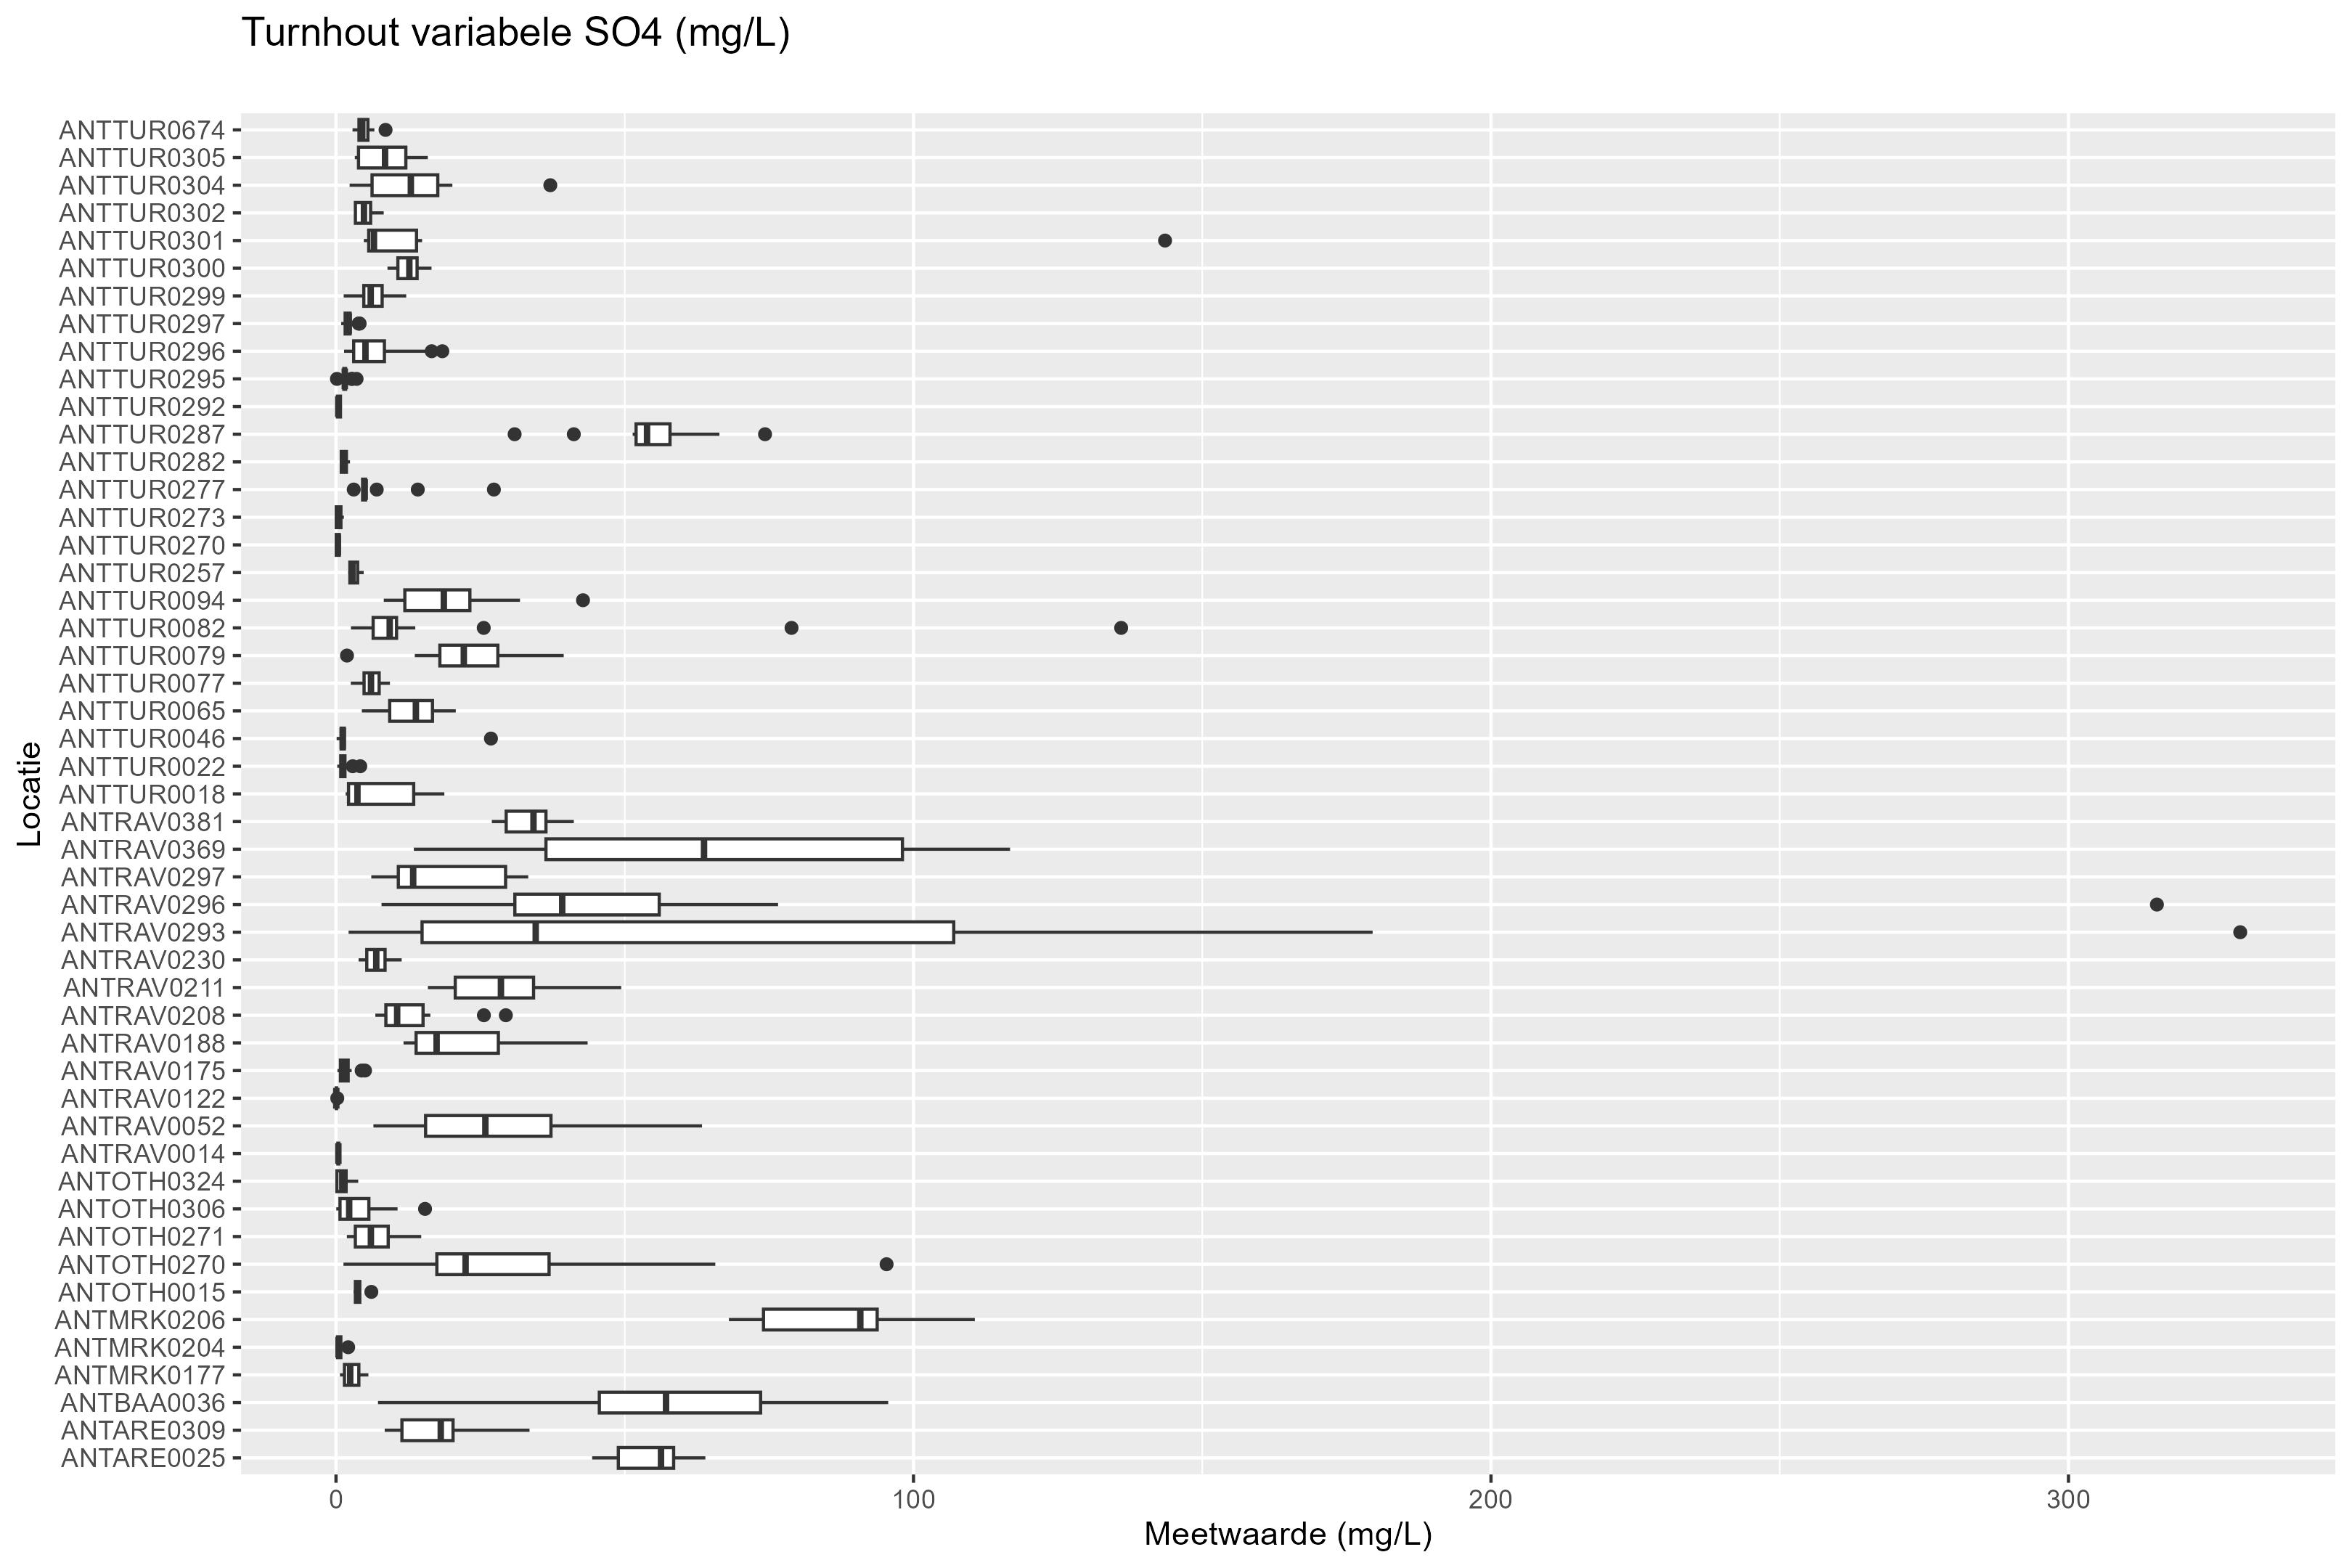 Turnhout variabele SO4 (mg/L)
Locatie
ANTTUR0674
ANTTUR0305
ANTTUR0304
ANTTUR0302
ANTTUR0301
ANTTUR0300
ANTTUR0299
ANTTUR0297
ANTTUR0296
ANTTUR0295
ANTTUR0292
ANTTUR0287
ANTTUR0282
ANTTUR0277
ANTTUR0273
ANTTUR0270
ANTTUR0257
ANTTUR0094
ANTTUR0082
ANTTUR0079
ANTTUR0077
ANTTUR0065
ANTTUR0046
ANTTUR0022
ANTTUR0018
ANTRAV0381
ANTRAV0369
ANTRAV0297
ANTRAV0296
ANTRAV0293
ANTRAV0230
ANTRAV0211
ANTRAV0208
ANTRAV0188
ANTRAV0175
ANTRAV0122
ANTRAV0052
ANTRAV0014
ANTOTH0324
ANTOTH0306
ANTOTH0271
ANTOTH0270
ANTOTH0015
ANTMRK0206
ANTMRK0204
ANTMRK0177
ANTBAA0036
ANTARE0309
ANTARE0025
0 100 200 300
Meetwaarde (mg/L)